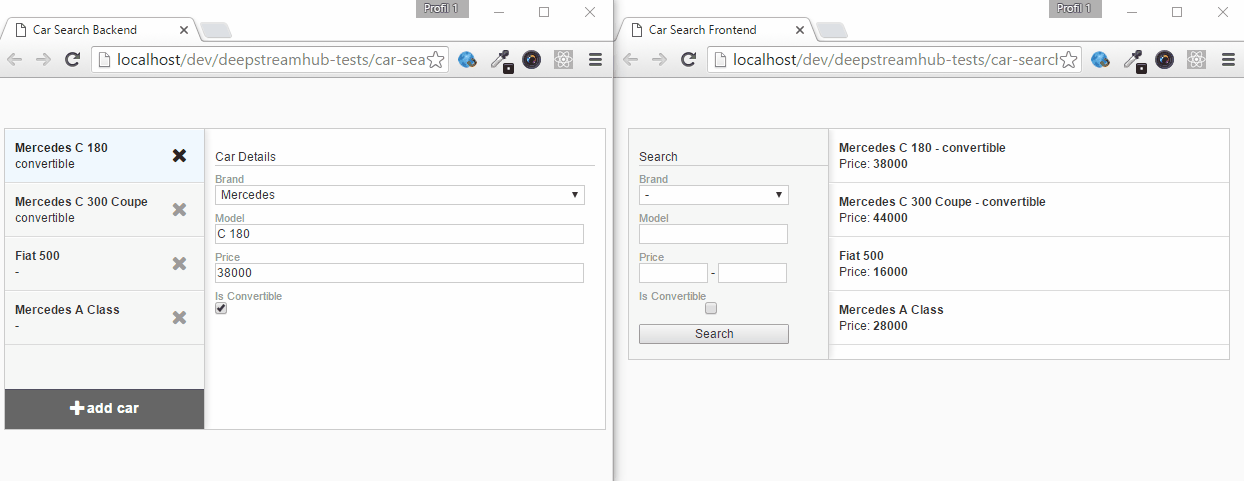 Profil 1
Car Search Backend
localhost/dev/deepstreamhub-tests/car-sea
Mercedes C 180
convertible
Mercedes C 300 Coupe
convertible
Fiat 500
-
Mercedes A Class
-
add car
Car Details
Brand
Mercedes
Model
C 180
Price
38000
Is Convertible
Profil 1
Car Search Frontend
localhost/dev/deepstreamhub-tests/car-search
Search
Brand
-
Model
Price
-
Is Convertible
Search
Mercedes C 180 - convertible
Price: 38000
Mercedes C 300 Coupe - convertible
Price: 44000
Fiat 500
Price: 16000
Mercedes A Class
Price: 28000